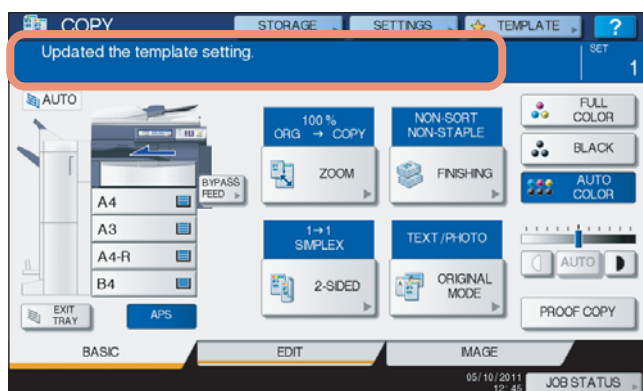 COPY
STORAGE
SETTINGS
TEMPLATE
?
Updated the template setting.
SET
1
AUTO
100 %
ORG → COPY
ZOOM
NON-SORT
NON-STAPLE
FINISHING
FULL
COLOR
BLACK
AUTO
COLOR
BYPASS
FEED
A4
A3
A4-R
B4
1→1
SIMPLEX
2-SIDED
TEXT/PHOTO
ORIGINAL
MODE
AUTO
EXIT
TRAY
APS
PROOF COPY
BASIC
EDIT
IMAGE
05/10/2011
12:45
JOB STATUS